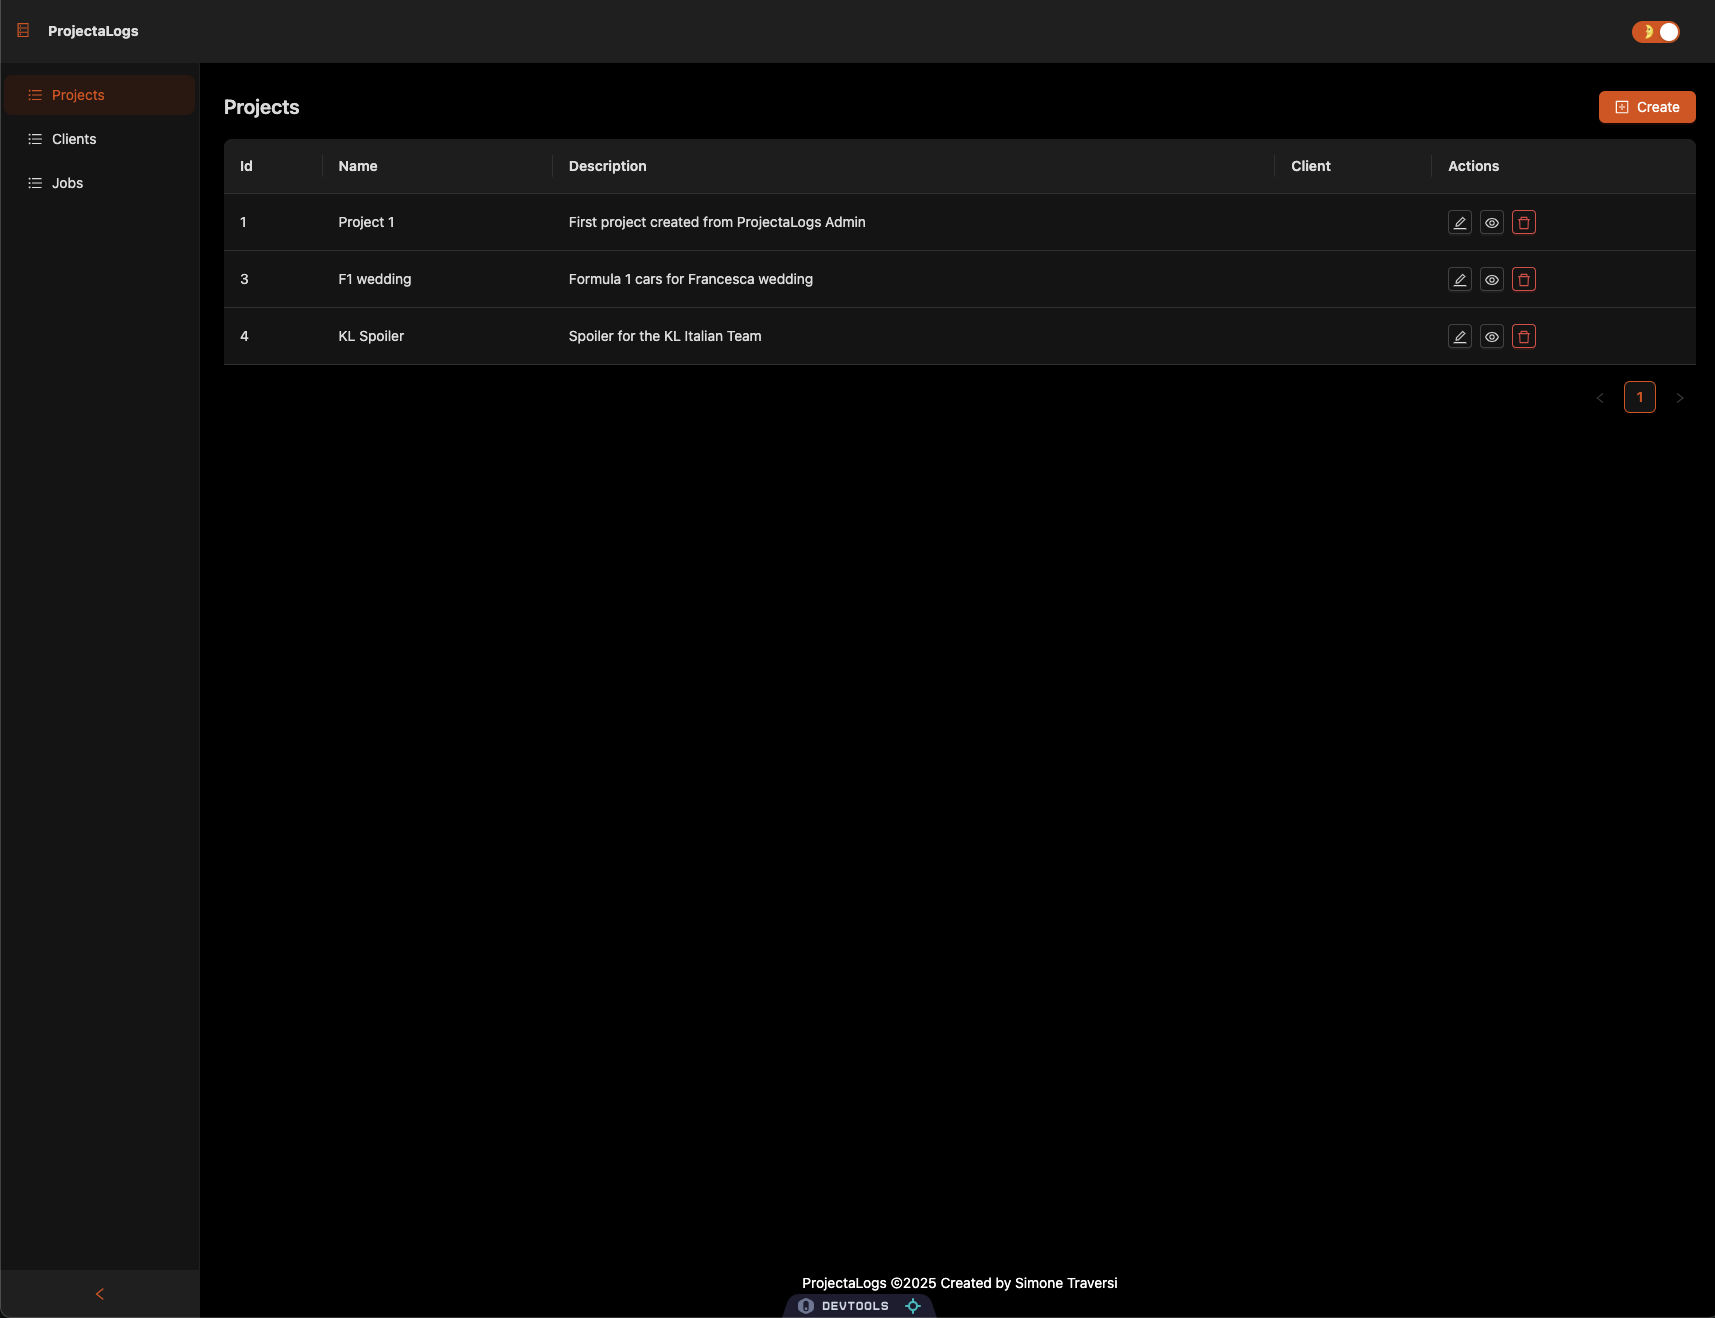 ProjectaLogs
Projects
Clients
Jobs
Projects
Create
Id Name Description Client Actions
1 Project 1 First project created from ProjectaLogs Admin
3 F1 wedding Formula 1 cars for Francesca wedding
4 KL Spoiler Spoiler for the KL Italian Team
1
ProjectaLogs ©2025 Created by Simone Traversi
DEVTOOLS